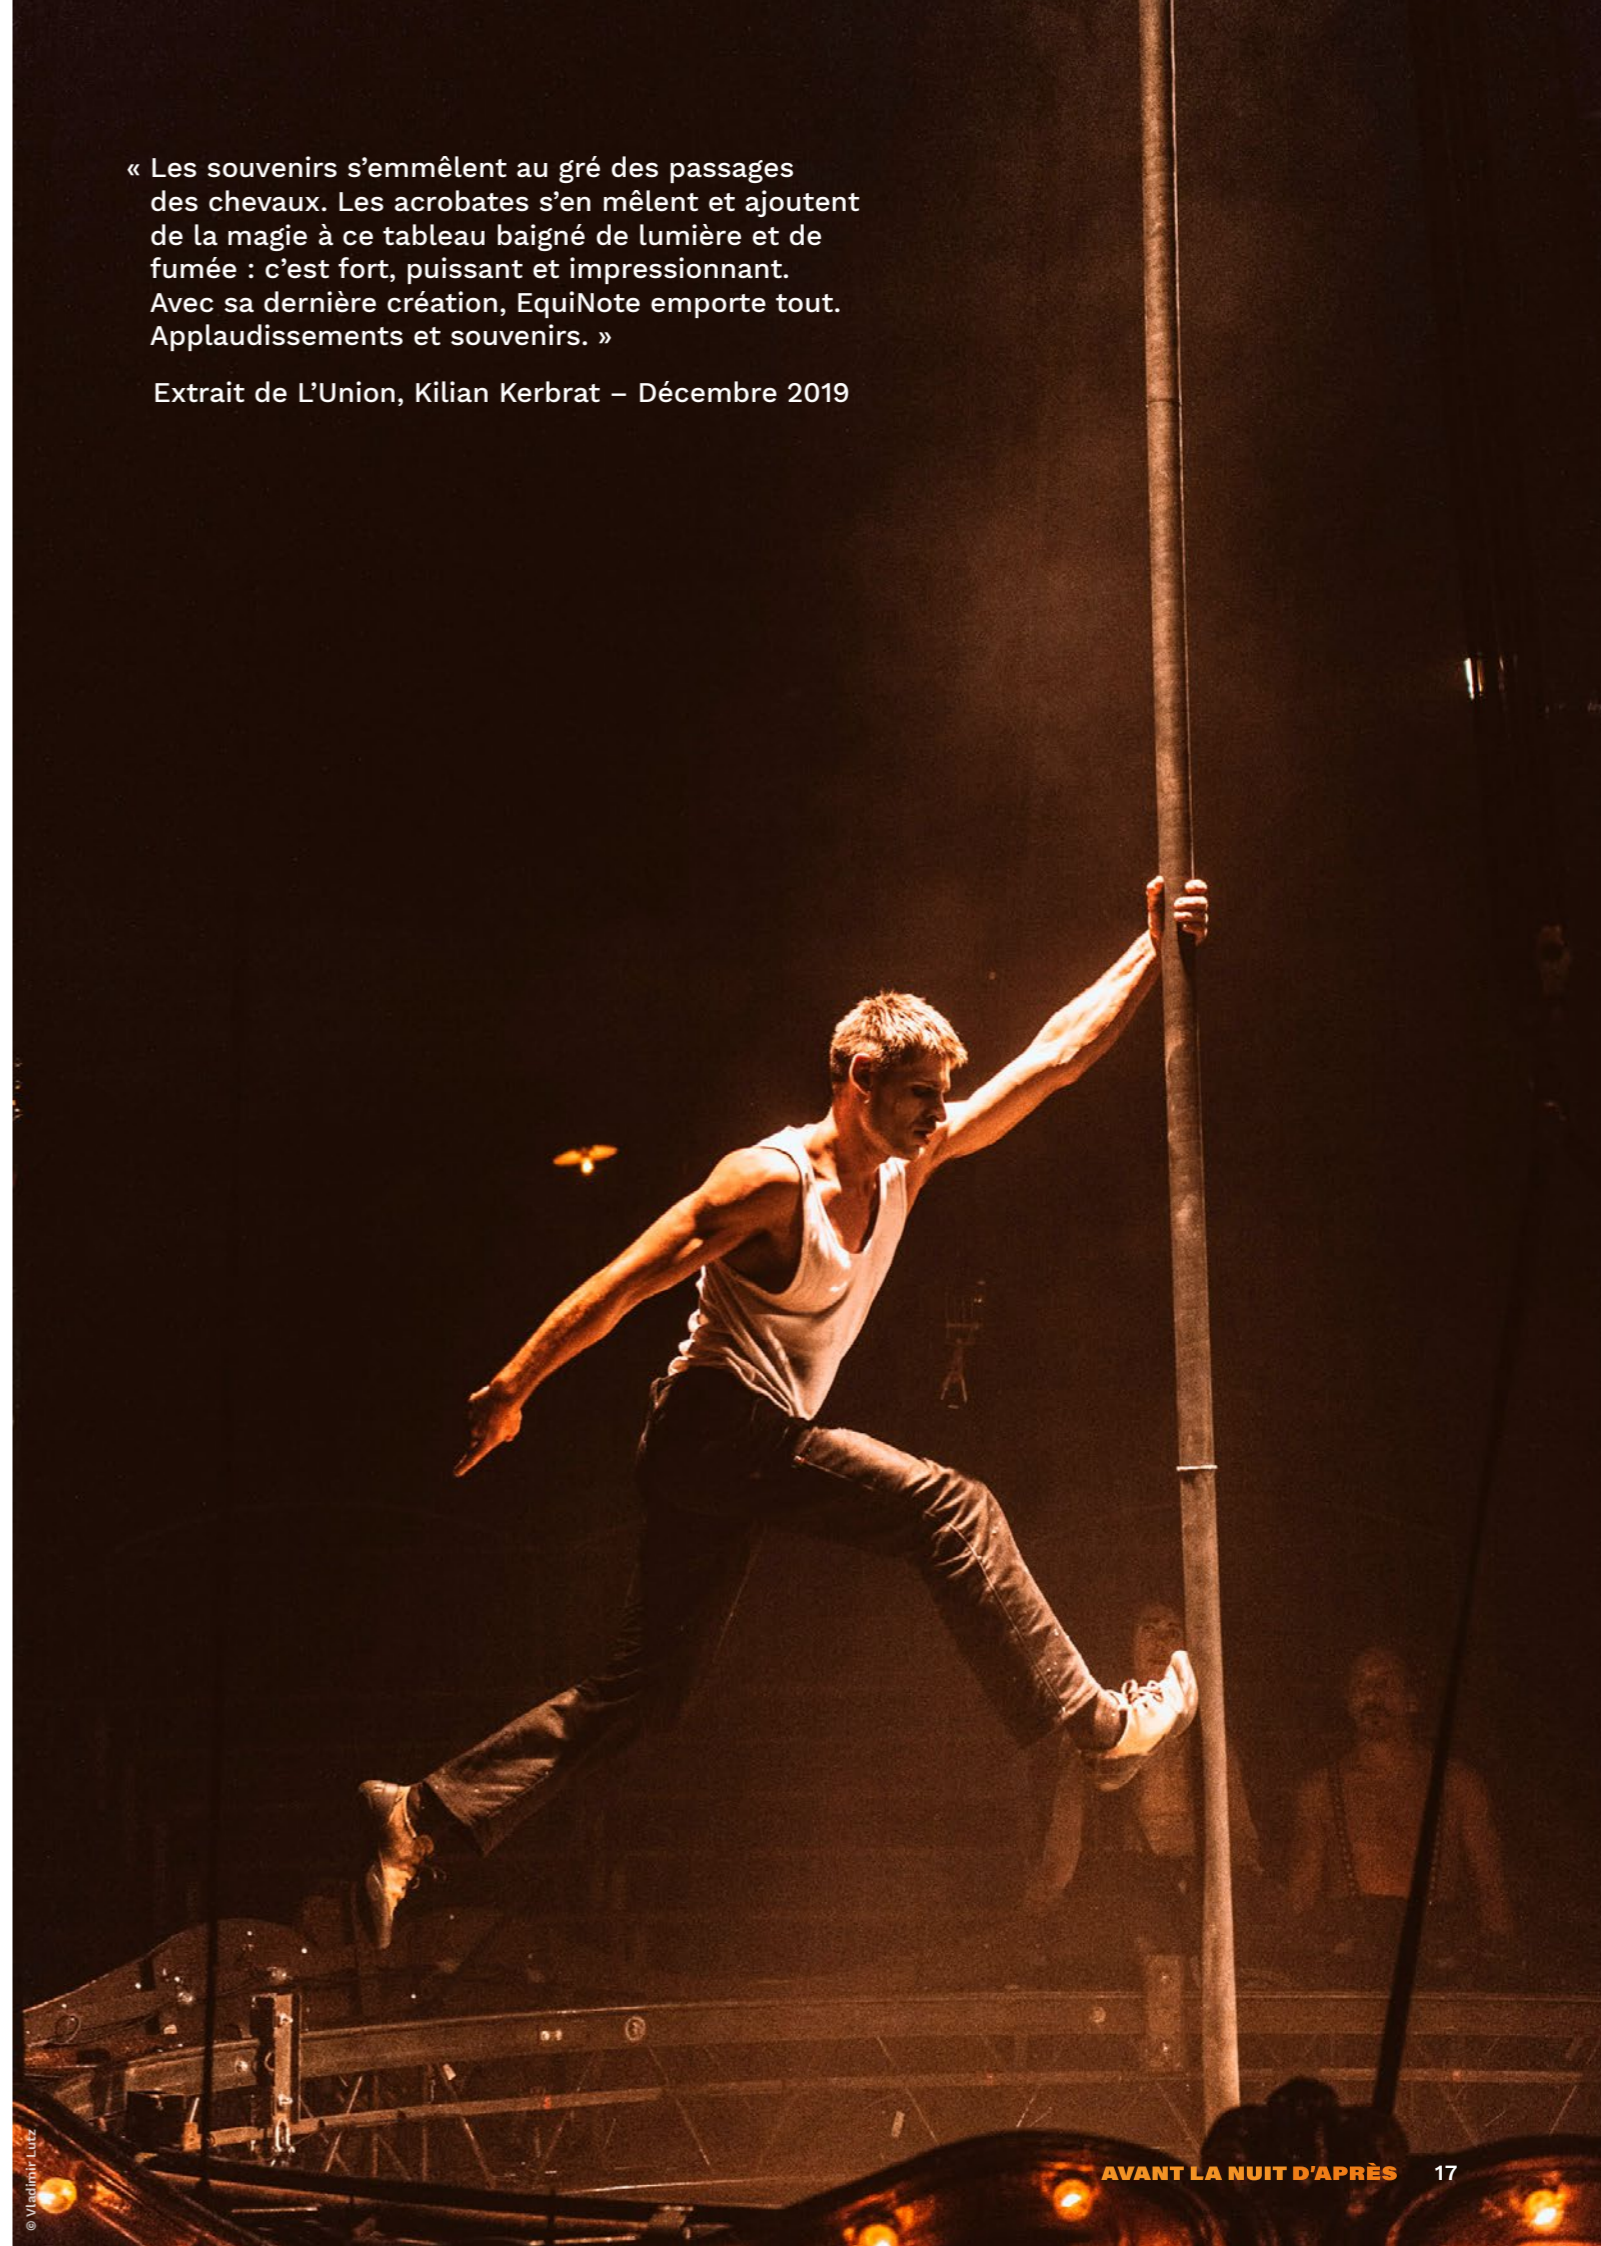 « Les souvenirs s’emmêlent au gré des passages
des chevaux. Les acrobates s’en mêlent et ajoutent
de la magie à ce tableau baigné de lumière et de
fumée : c’est fort, puissant et impressionnant.
Avec sa dernière création, EquiNote emporte tout.
Applaudissements et souvenirs. »
Extrait de L’Union, Kilian Kerbrat – Décembre 2019
© Vladimir Lutz
AVANT LA NUIT D’APRÈS 17